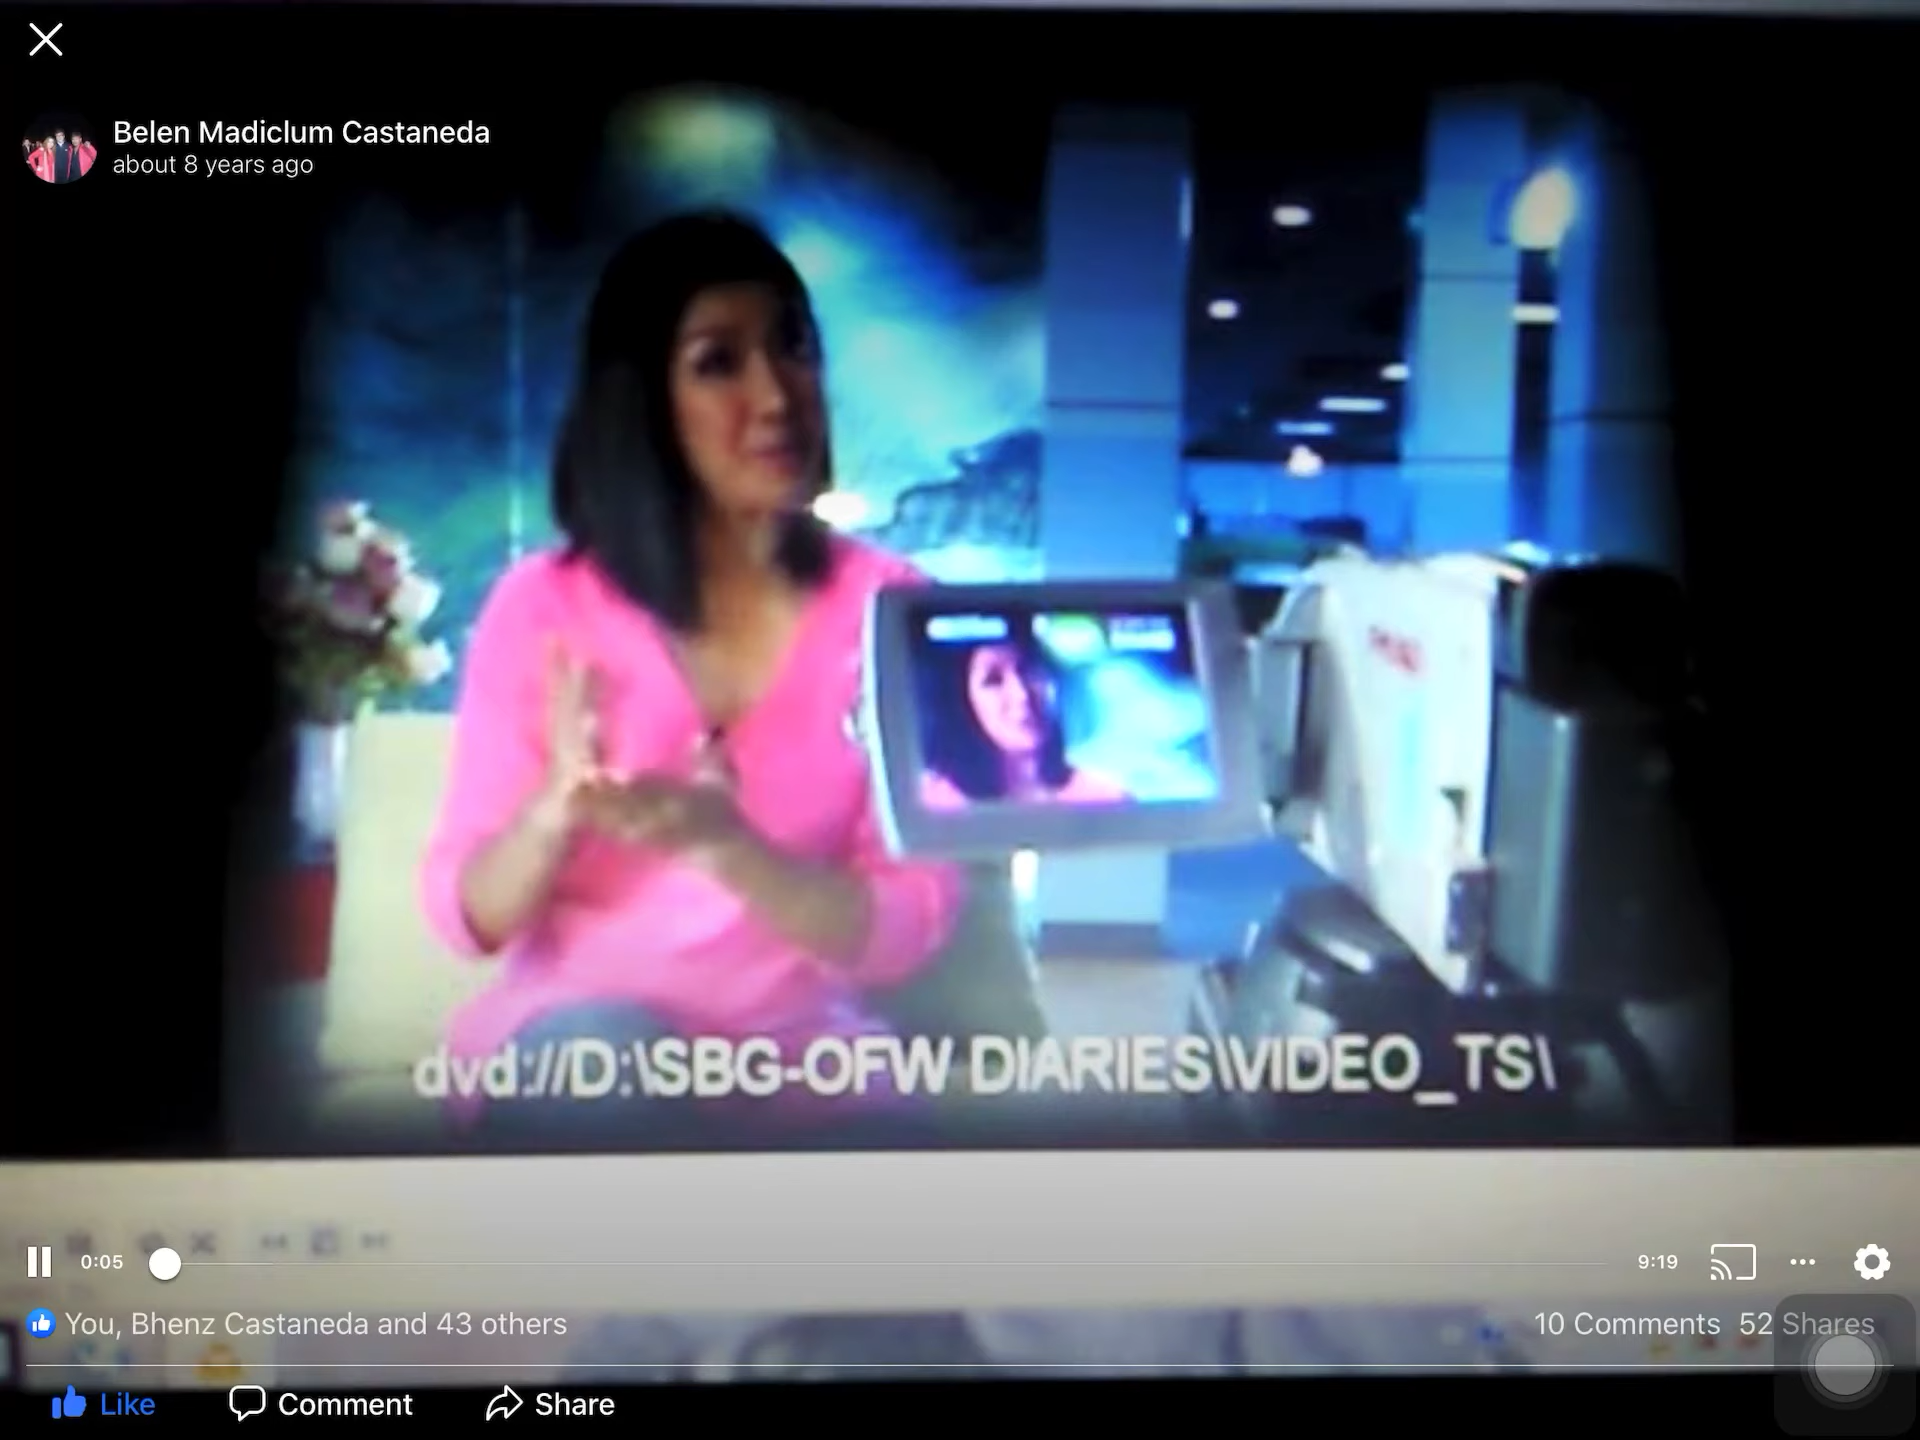 Belen Madiclum Castaneda
about 8 years ago
dvd://D:\SBG-OFW DIARIES\VIDEO_TS\
0:05
9:19
You, Bhenz Castaneda and 43 others
10 Comments 52 Shares
Like
Comment
Share